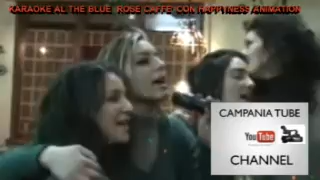 KARAOKE AL THE BLUE ROSE CAFFE' CON HAPPYNESS ANIMATION
CAMPANIA TUBE
YouTube
CHANNEL